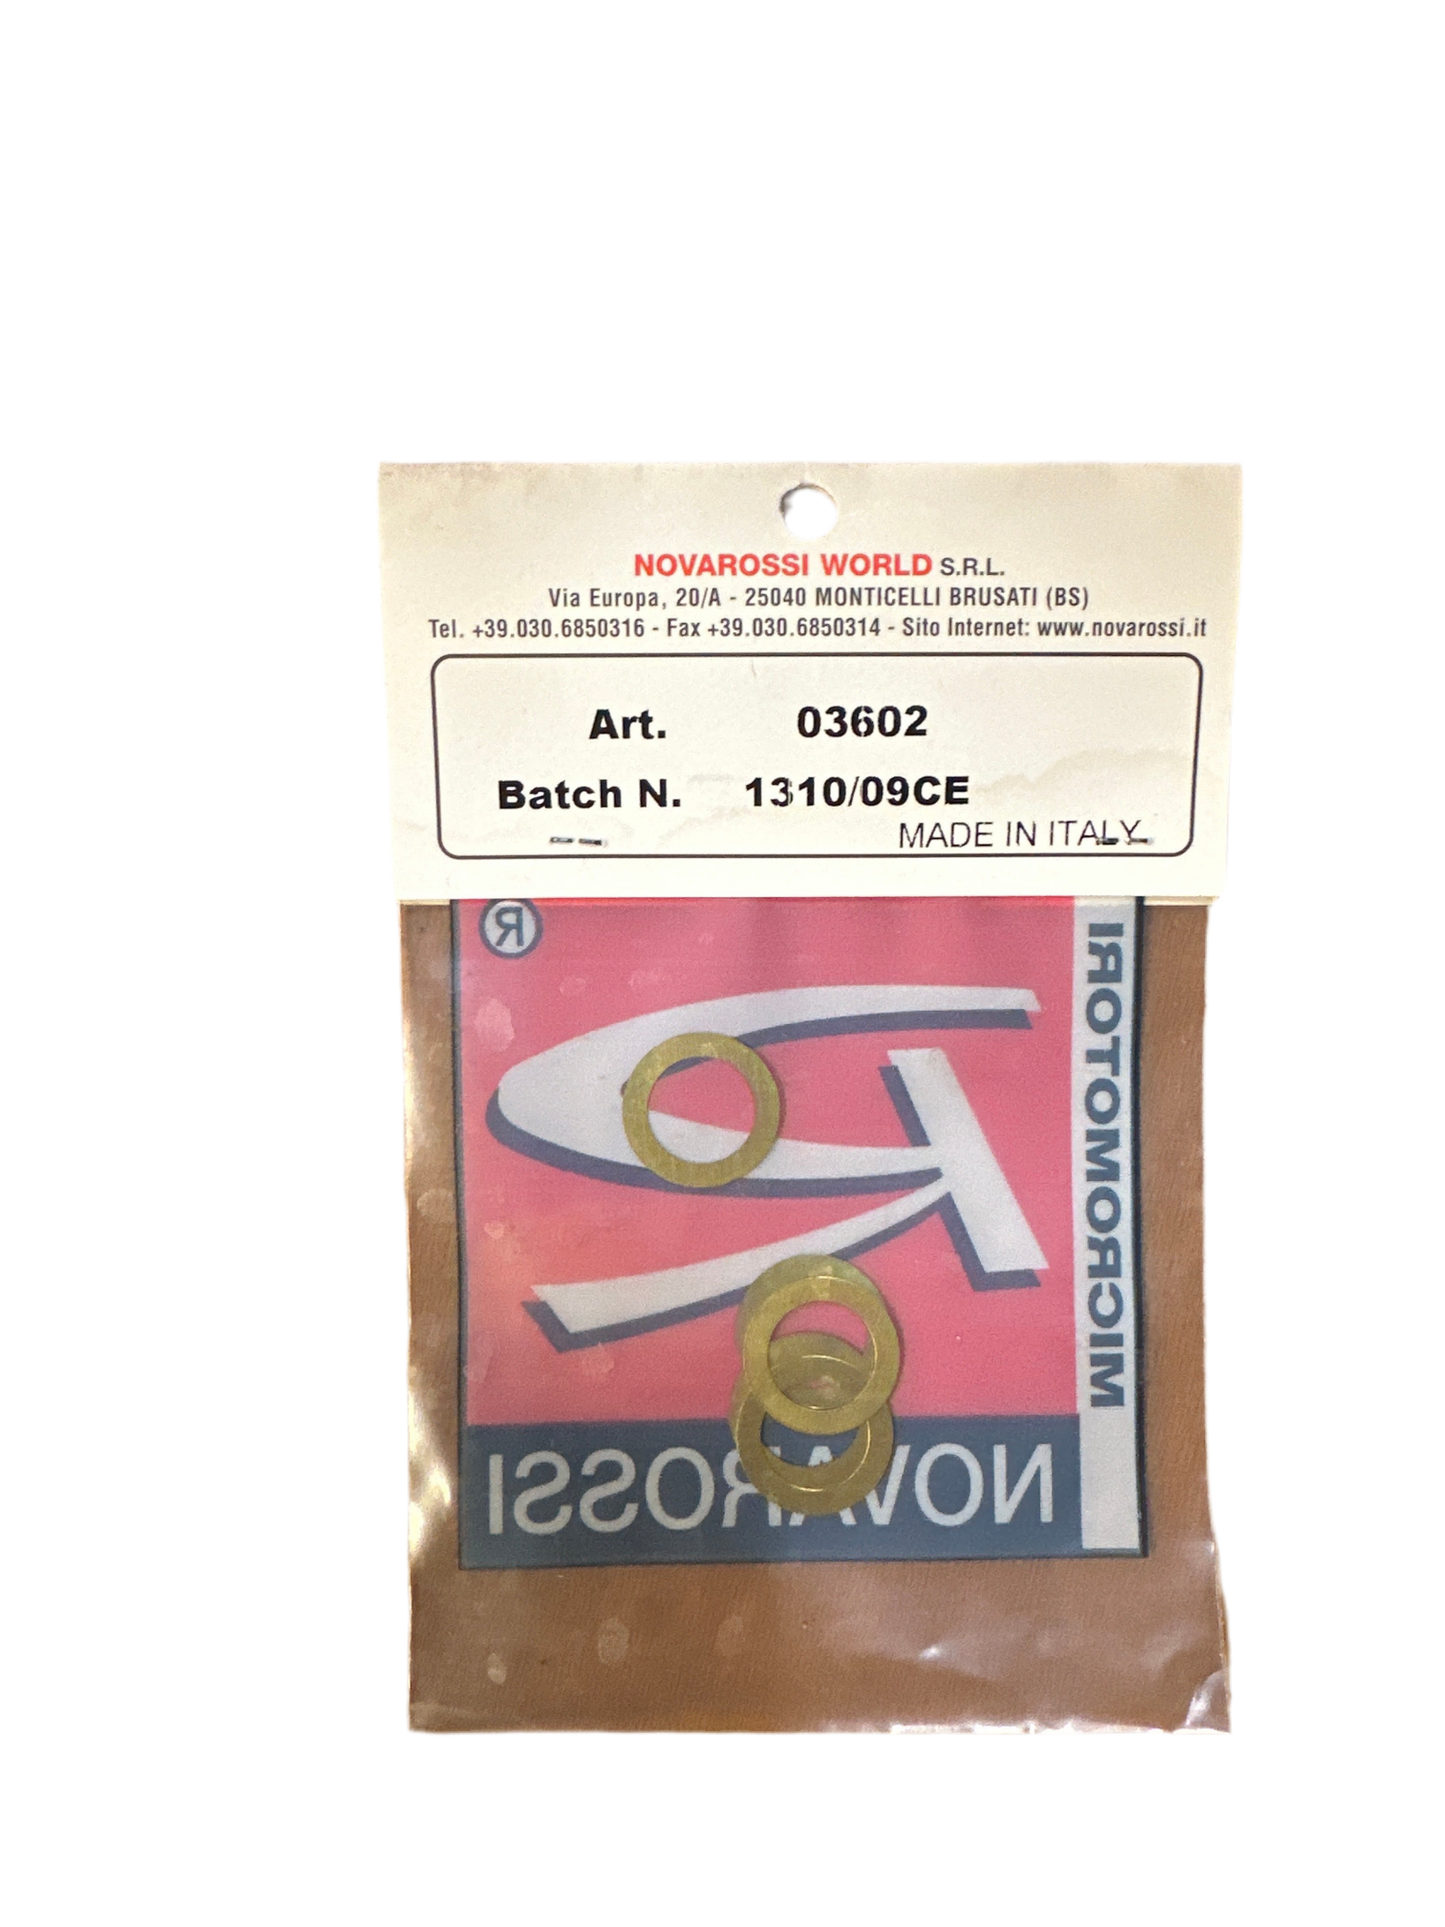 NOVAROSSI WORLD S.R.L.
Via Europa, 20/A - 25040 MONTICELLI BRUSATI (BS)
Tel. +39.030.6850316 - Fax +39.030.6850314 - Sito Internet: www.novarossi.it
Art. 03602
Batch N. 1310/09CE
MADE IN ITALY
®
MICROMOTORI
NOVAROSSI